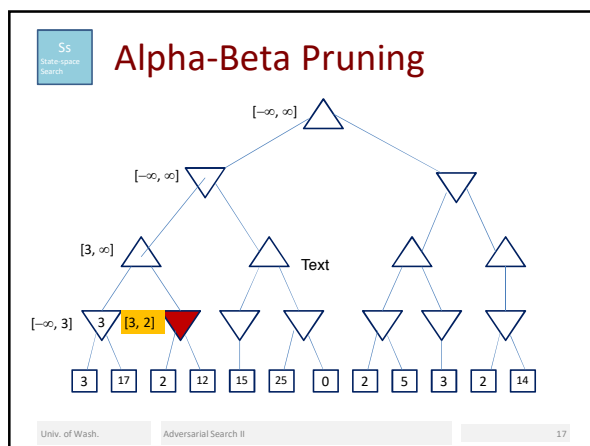 Ss
State-space
Search
Alpha-Beta Pruning
[−∞, ∞]
[−∞, ∞]
[3, ∞]
Text
[−∞, 3] 3 [3, 2]
3 17 2 12 15 25 0 2 5 3 2 14
Univ. of Wash. Adversarial Search II 17